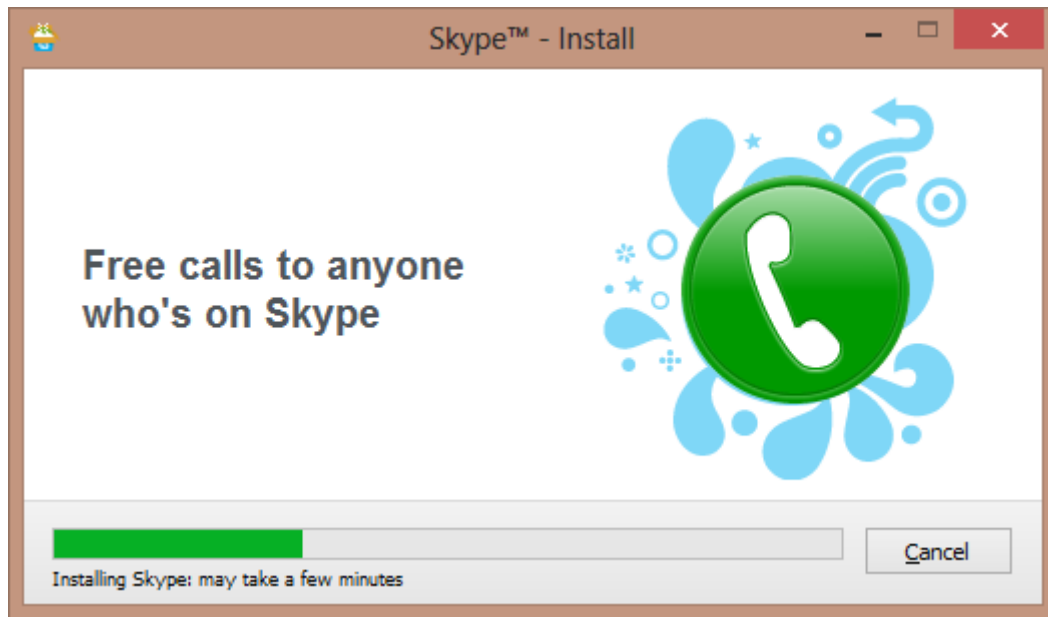 Skype™ - Install
Free calls to anyone
who's on Skype
Cancel
Installing Skype: may take a few minutes